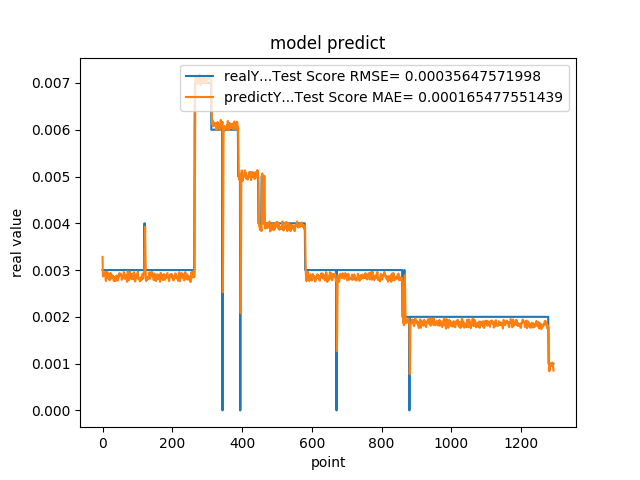 model predict
realY...Test Score RMSE= 0.00035647571998
predictY...Test Score MAE= 0.000165477551439
0.007
0.006
0.005
0.004
0.003
0.002
0.001
0.000
real value
0 200 400 600 800 1000 1200
point